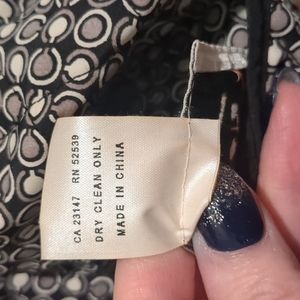 CA 23147 RN 52539
DRY CLEAN ONLY
MADE IN CHINA